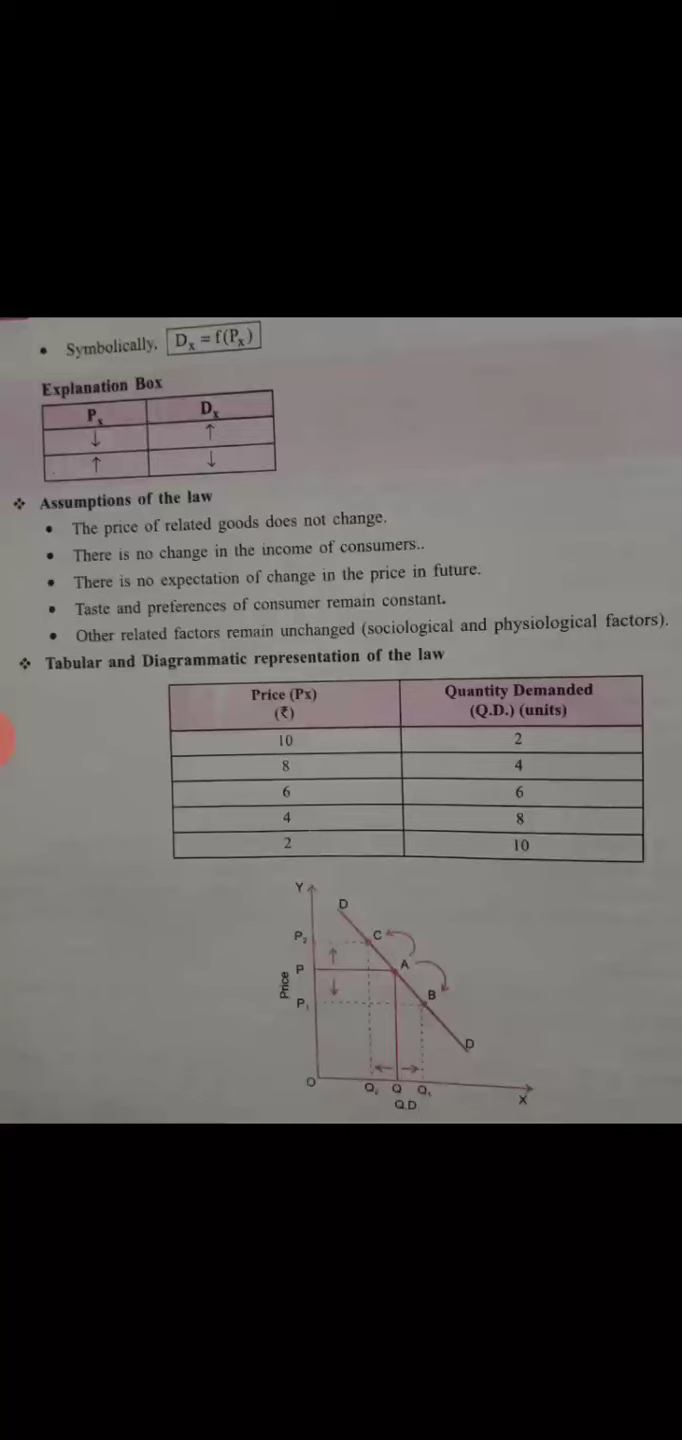 • Symbolically, Dₓ = f(Pₓ)
Explanation Box
Pₓ Dₓ
↓ ↑
↑ ↓
❖ Assumptions of the law
• The price of related goods does not change.
• There is no change in the income of consumers..
• There is no expectation of change in the price in future.
• Taste and preferences of consumer remain constant.
• Other related factors remain unchanged (sociological and physiological factors).
❖ Tabular and Diagrammatic representation of the law
Price (Px) Quantity Demanded
(₹) (Q.D.) (units)
10 2
8 4
6 6
4 8
2 10
Y
D
P₂ C
P A
P₁ B
Price
D
O Q₂ Q Q₁ X
Q.D